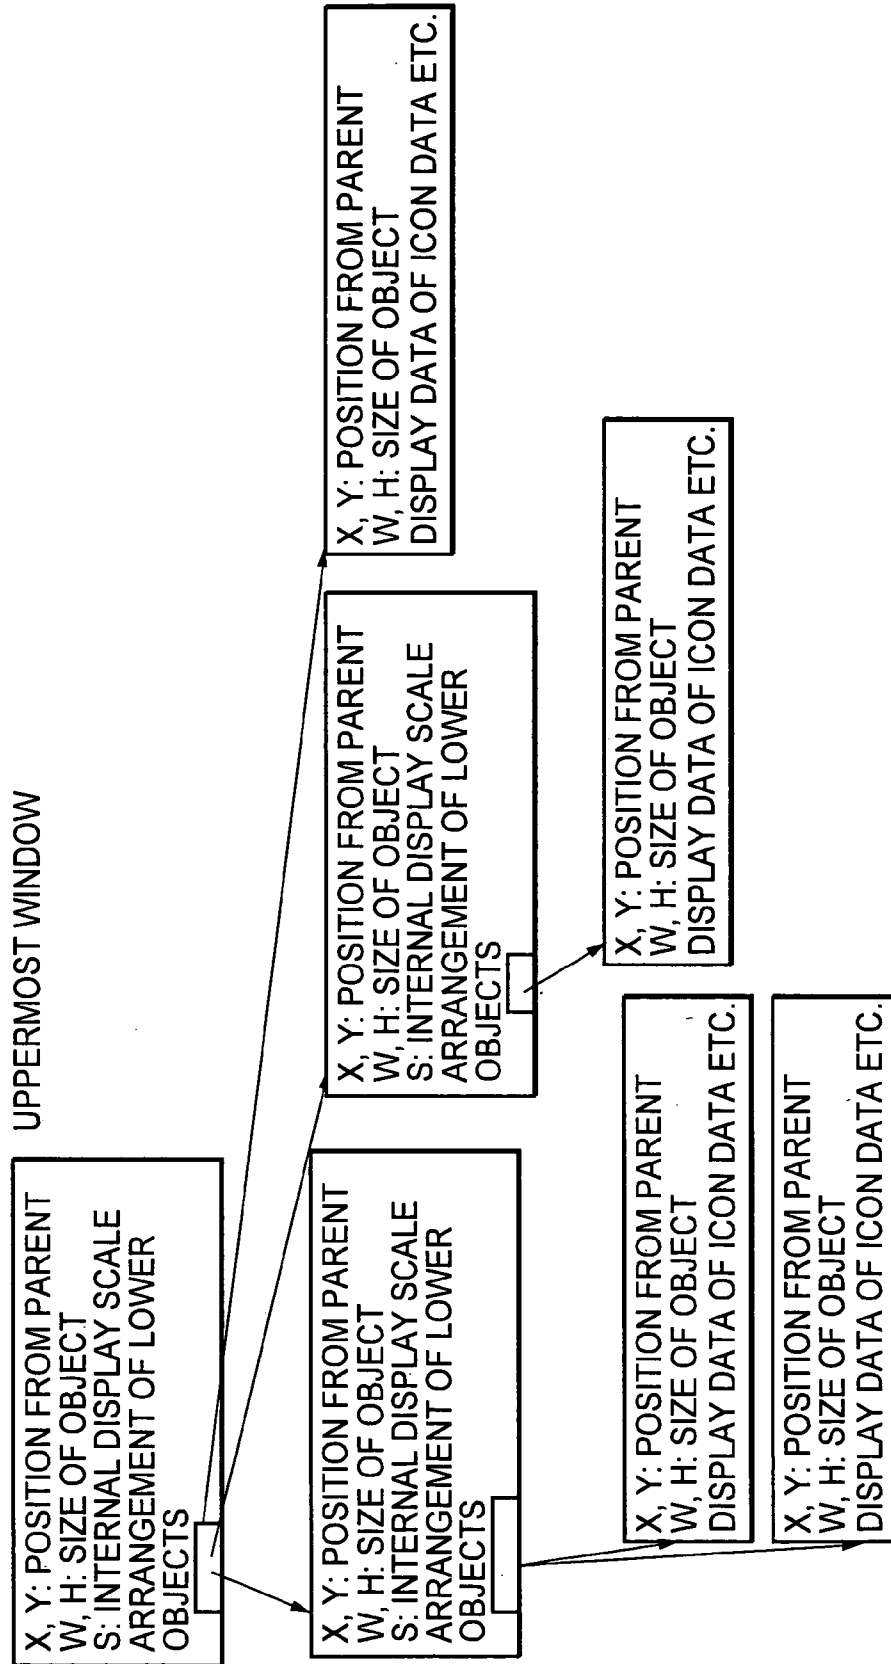 UPPERMOST WINDOW
X, Y: POSITION FROM PARENT
W, H: SIZE OF OBJECT
S: INTERNAL DISPLAY SCALE
ARRANGEMENT OF LOWER
OBJECTS
X, Y: POSITION FROM PARENT
W, H: SIZE OF OBJECT
S: INTERNAL DISPLAY SCALE
ARRANGEMENT OF LOWER
OBJECTS
X, Y: POSITION FROM PARENT
W, H: SIZE OF OBJECT
S: INTERNAL DISPLAY SCALE
ARRANGEMENT OF LOWER
OBJECTS
X, Y: POSITION FROM PARENT
W, H: SIZE OF OBJECT
DISPLAY DATA OF ICON DATA ETC.
X, Y: POSITION FROM PARENT
W, H: SIZE OF OBJECT
DISPLAY DATA OF ICON DATA ETC.
X, Y: POSITION FROM PARENT
W, H: SIZE OF OBJECT
DISPLAY DATA OF ICON DATA ETC.
X, Y: POSITION FROM PARENT
W, H: SIZE OF OBJECT
DISPLAY DATA OF ICON DATA ETC.